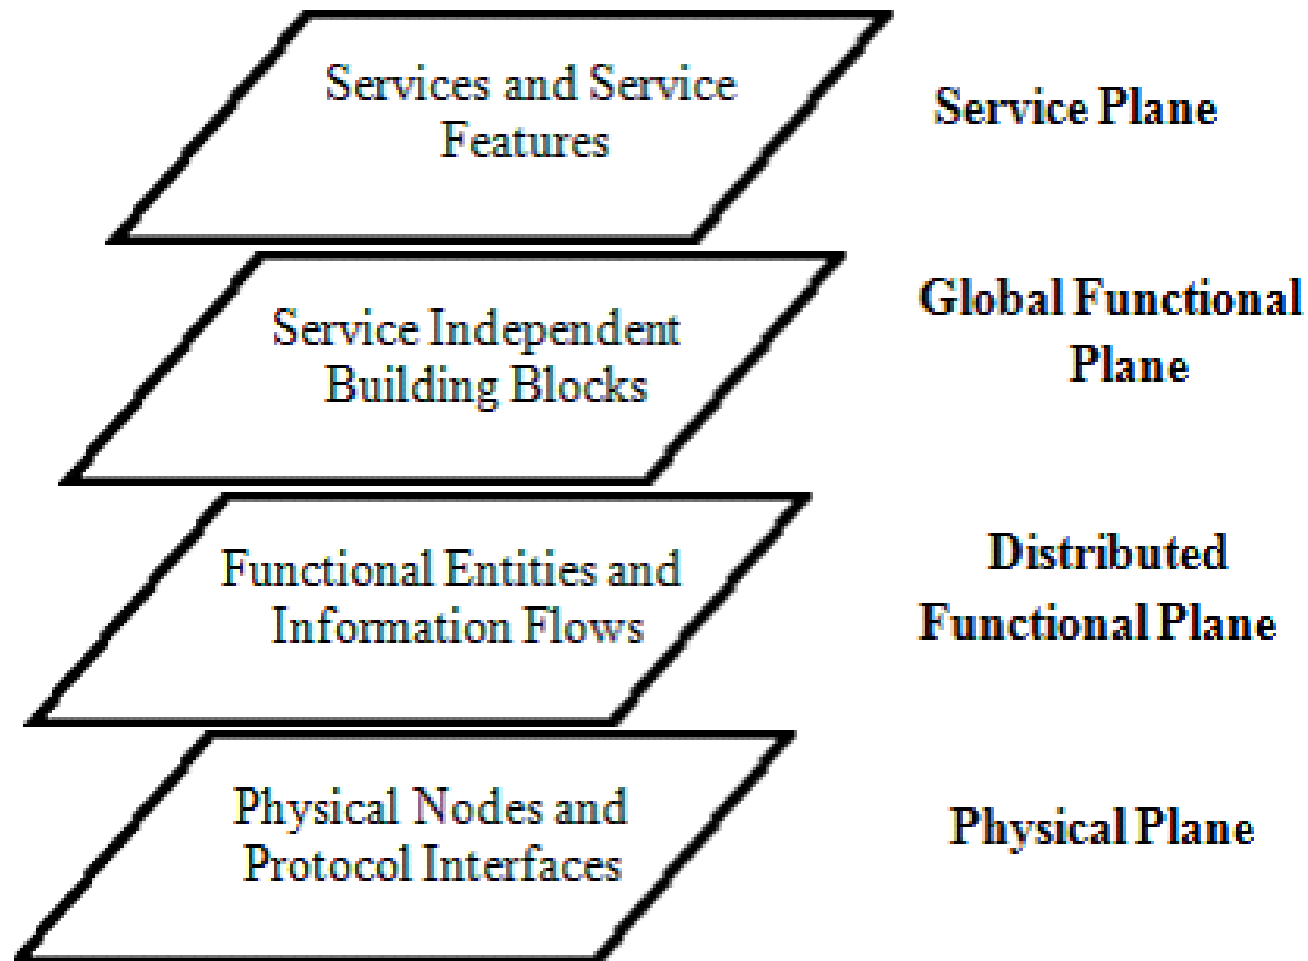 Services and Service
Features
Service Plane
Service Independent
Building Blocks
Global Functional
Plane
Functional Entities and
Information Flows
Distributed
Functional Plane
Physical Nodes and
Protocol Interfaces
Physical Plane